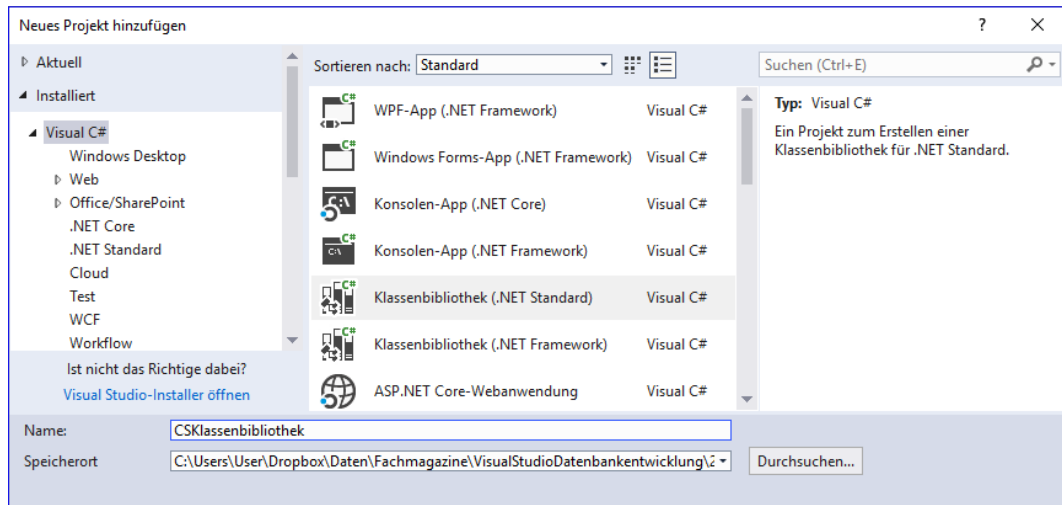 Neues Projekt hinzufügen
?
Aktuell
Installiert
Visual C#
Windows Desktop
Web
Office/SharePoint
.NET Core
.NET Standard
Cloud
Test
WCF
Workflow
Ist nicht das Richtige dabei?
Visual Studio-Installer öffnen
Sortieren nach: Standard
WPF-App (.NET Framework) Visual C#
Windows Forms-App (.NET Framework) Visual C#
Konsolen-App (.NET Core) Visual C#
Konsolen-App (.NET Framework) Visual C#
Klassenbibliothek (.NET Standard) Visual C#
Klassenbibliothek (.NET Framework) Visual C#
ASP.NET Core-Webanwendung Visual C#
Suchen (Ctrl+E)
Typ: Visual C#
Ein Projekt zum Erstellen einer
Klassenbibliothek für .NET Standard.
Name: CSKlassenbibliothek
Speicherort C:\Users\User\Dropbox\Daten\Fachmagazine\VisualStudioDatenbankentwicklung\ Durchsuchen...